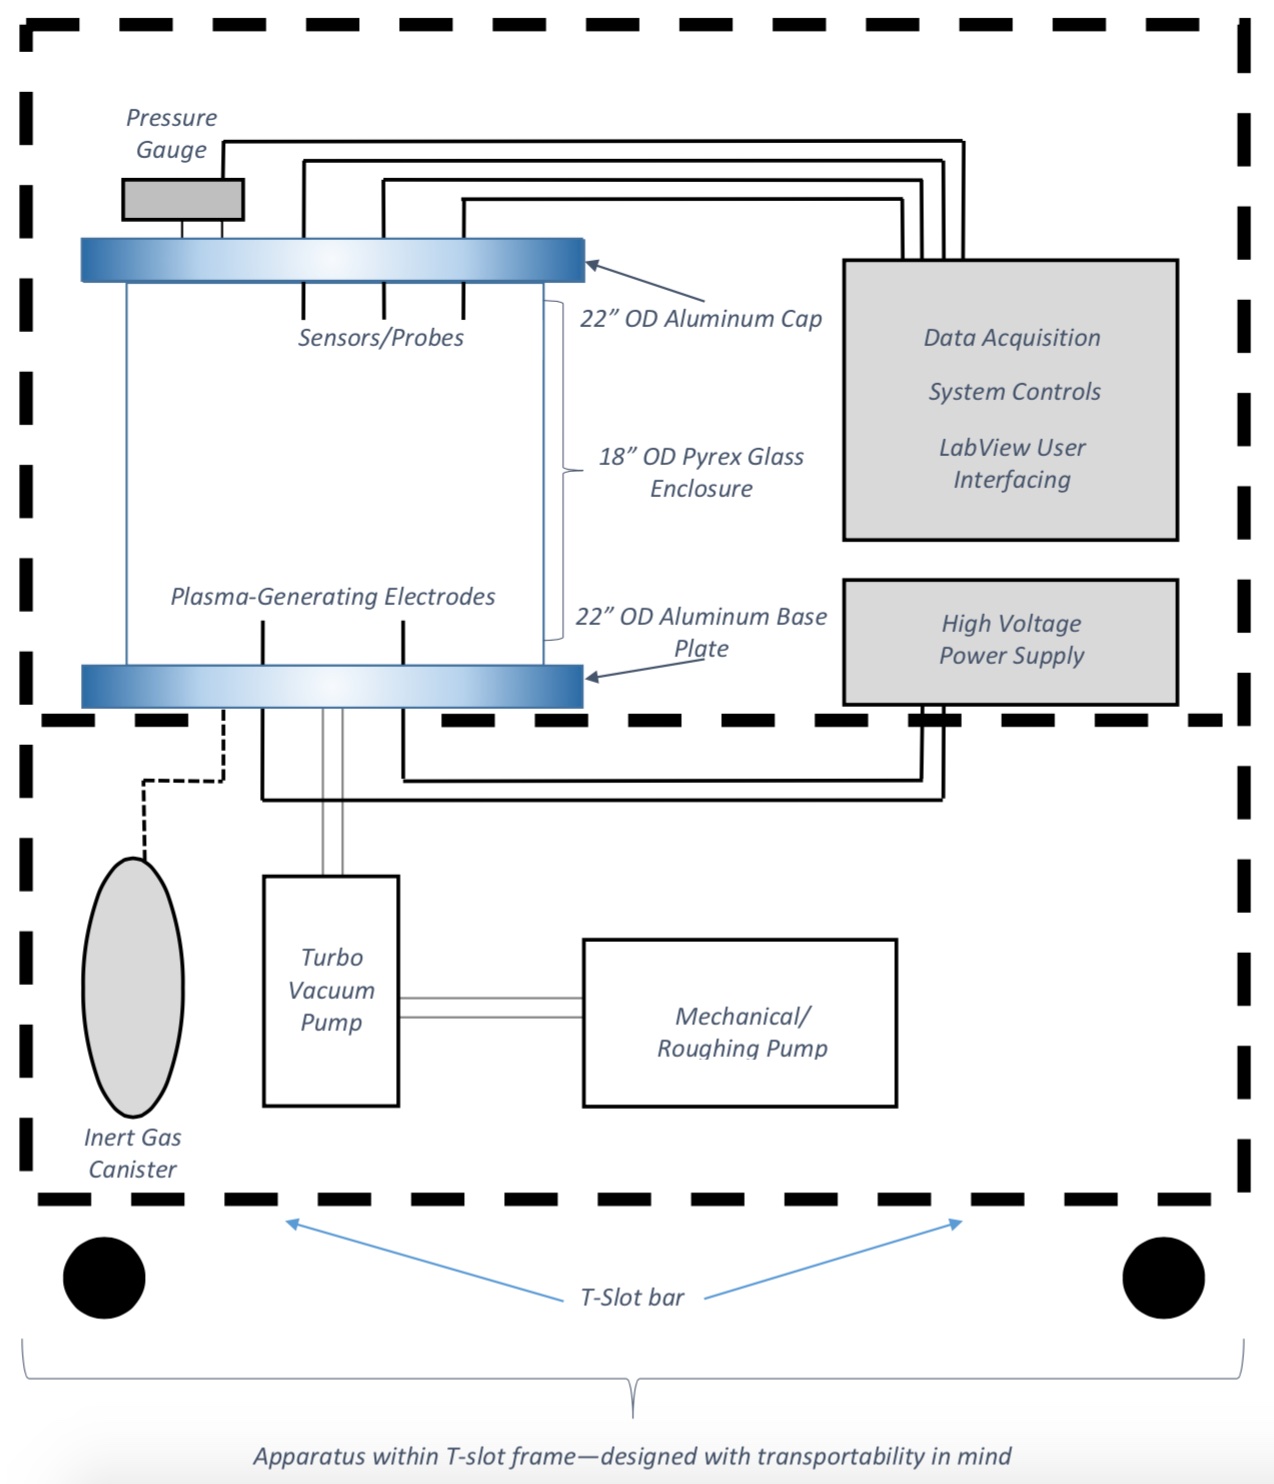 Pressure
Gauge
22” OD Aluminum Cap
Sensors/Probes
Data Acquisition
System Controls
LabView User
Interfacing
18” OD Pyrex Glass
Enclosure
Plasma-Generating Electrodes
22” OD Aluminum Base
Plate
High Voltage
Power Supply
Turbo
Vacuum
Pump
Mechanical/
Roughing Pump
Inert Gas
Canister
T-Slot bar
Apparatus within T-slot frame—designed with transportability in mind